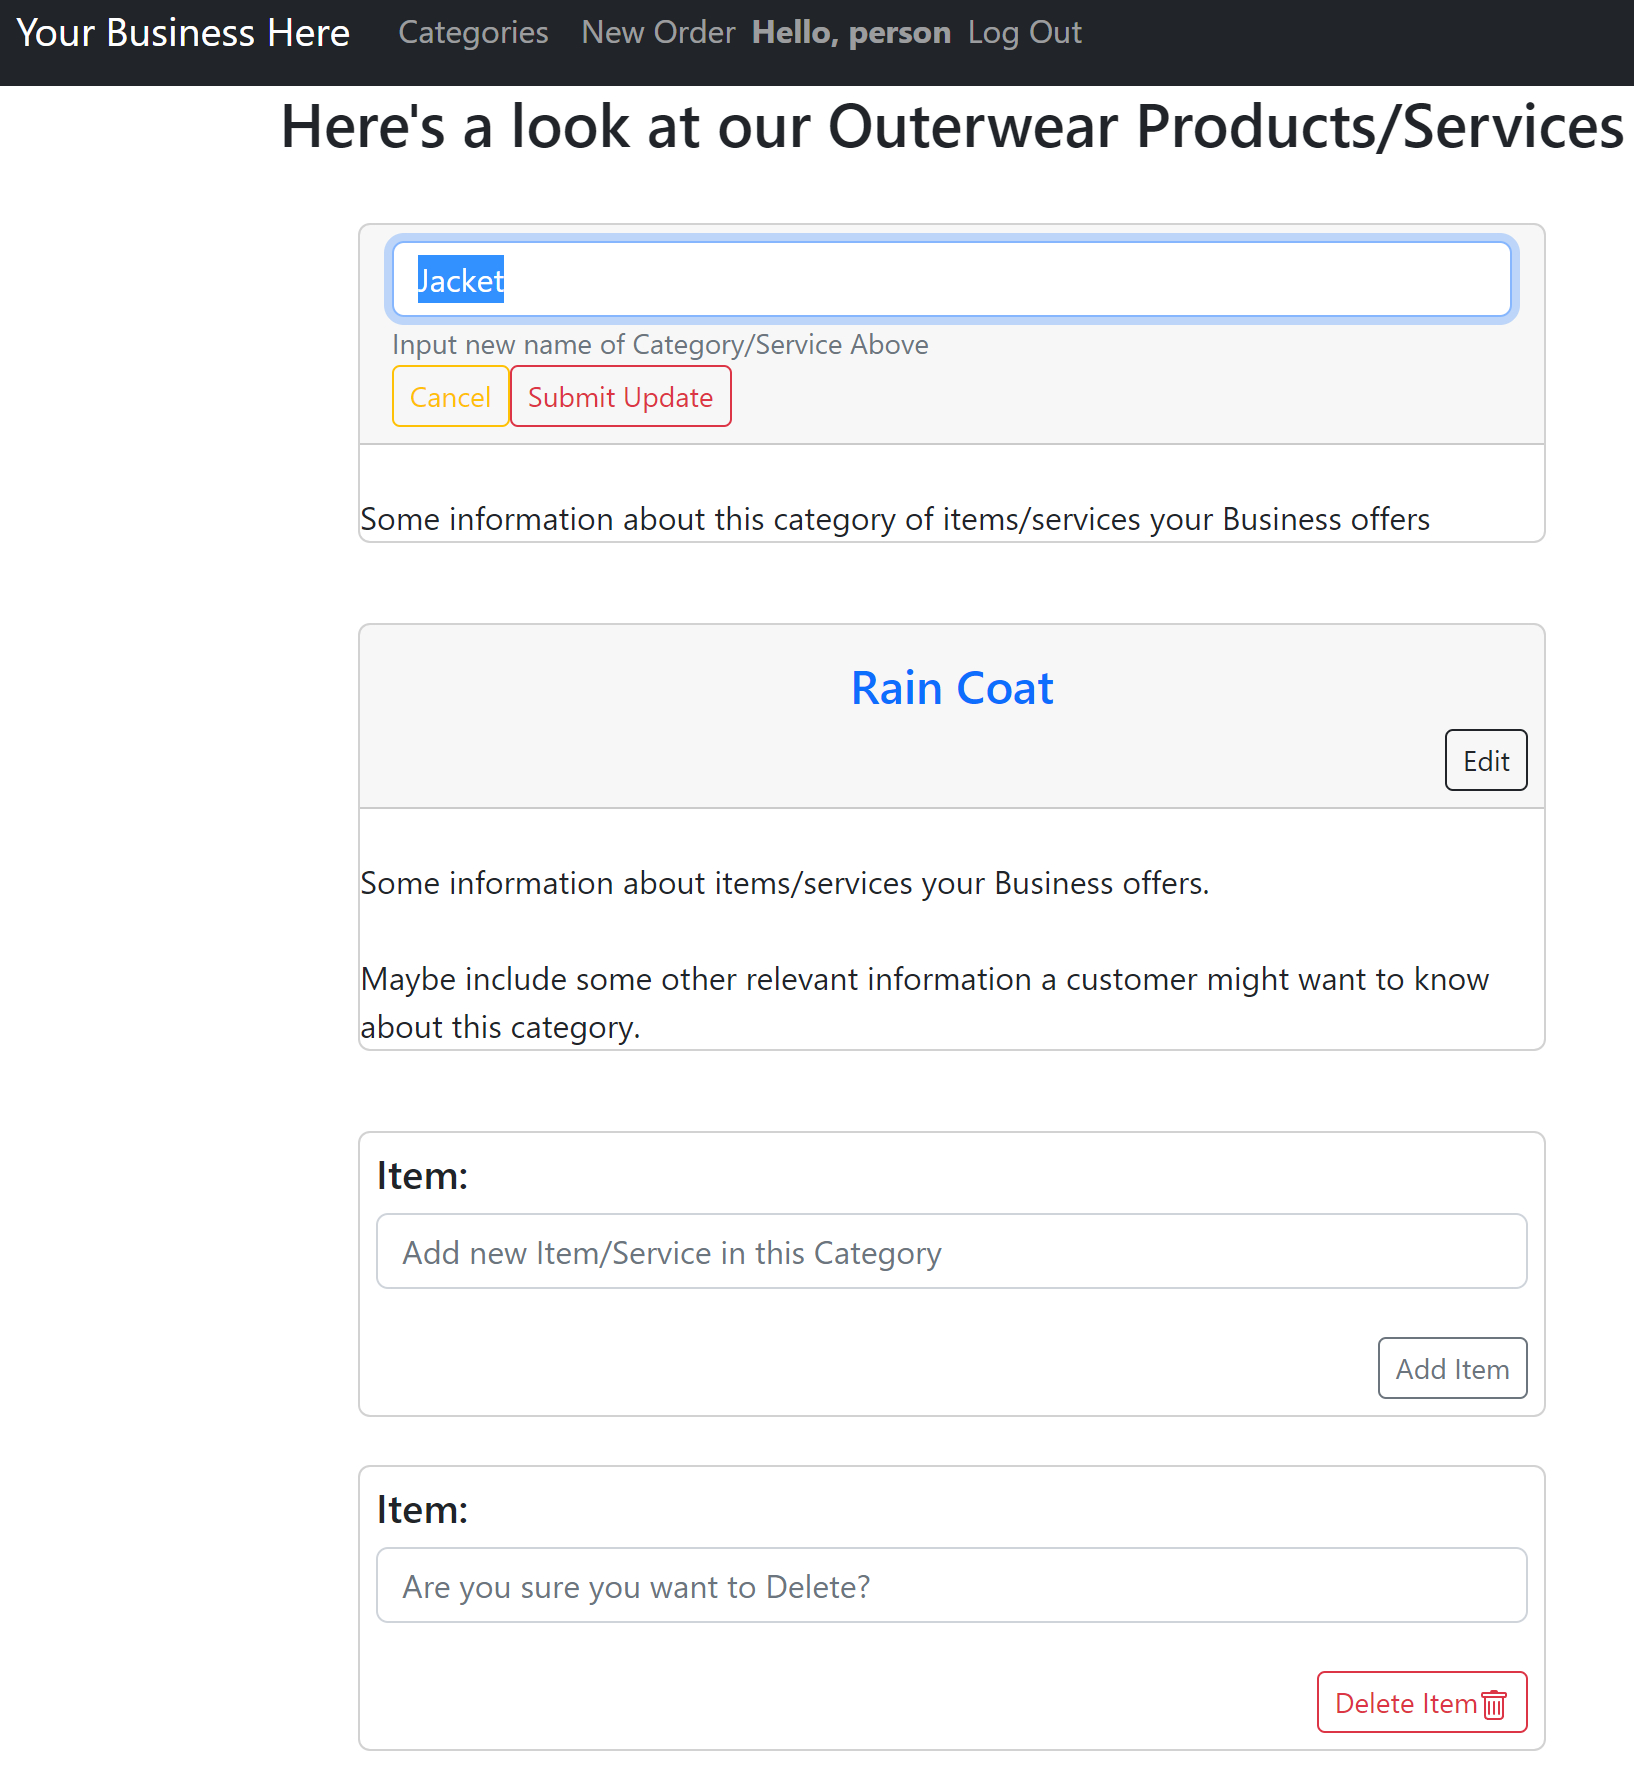 Your Business Here Categories New Order Hello, person Log Out
Here's a look at our Outerwear Products/Services
Jacket
Input new name of Category/Service Above
Cancel Submit Update
Some information about this category of items/services your Business offers
Rain Coat
Edit
Some information about items/services your Business offers.
Maybe include some other relevant information a customer might want to know
about this category.
Item:
Add new Item/Service in this Category
Add Item
Item:
Are you sure you want to Delete?
Delete Item